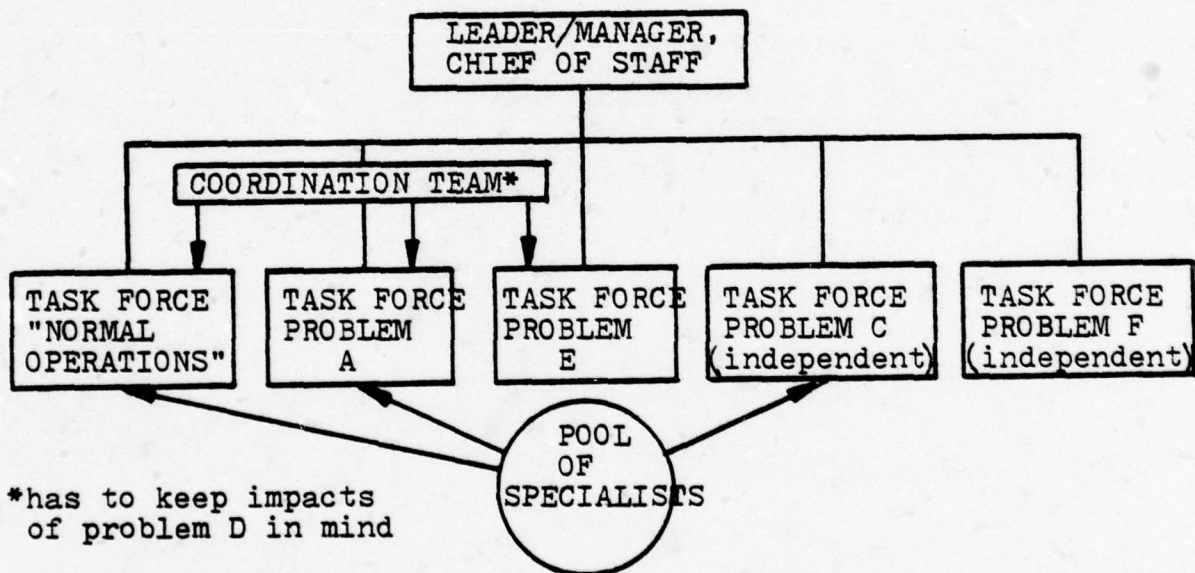 LEADER/MANAGER,
CHIEF OF STAFF
COORDINATION TEAM*
TASK FORCE
"NORMAL
OPERATIONS"
TASK FORCE
PROBLEM
A
TASK FORCE
PROBLEM
E
TASK FORCE
PROBLEM C
(independent)
TASK FORCE
PROBLEM F
(independent)
POOL
OF
SPECIALISTS
*has to keep impacts
of problem D in mind